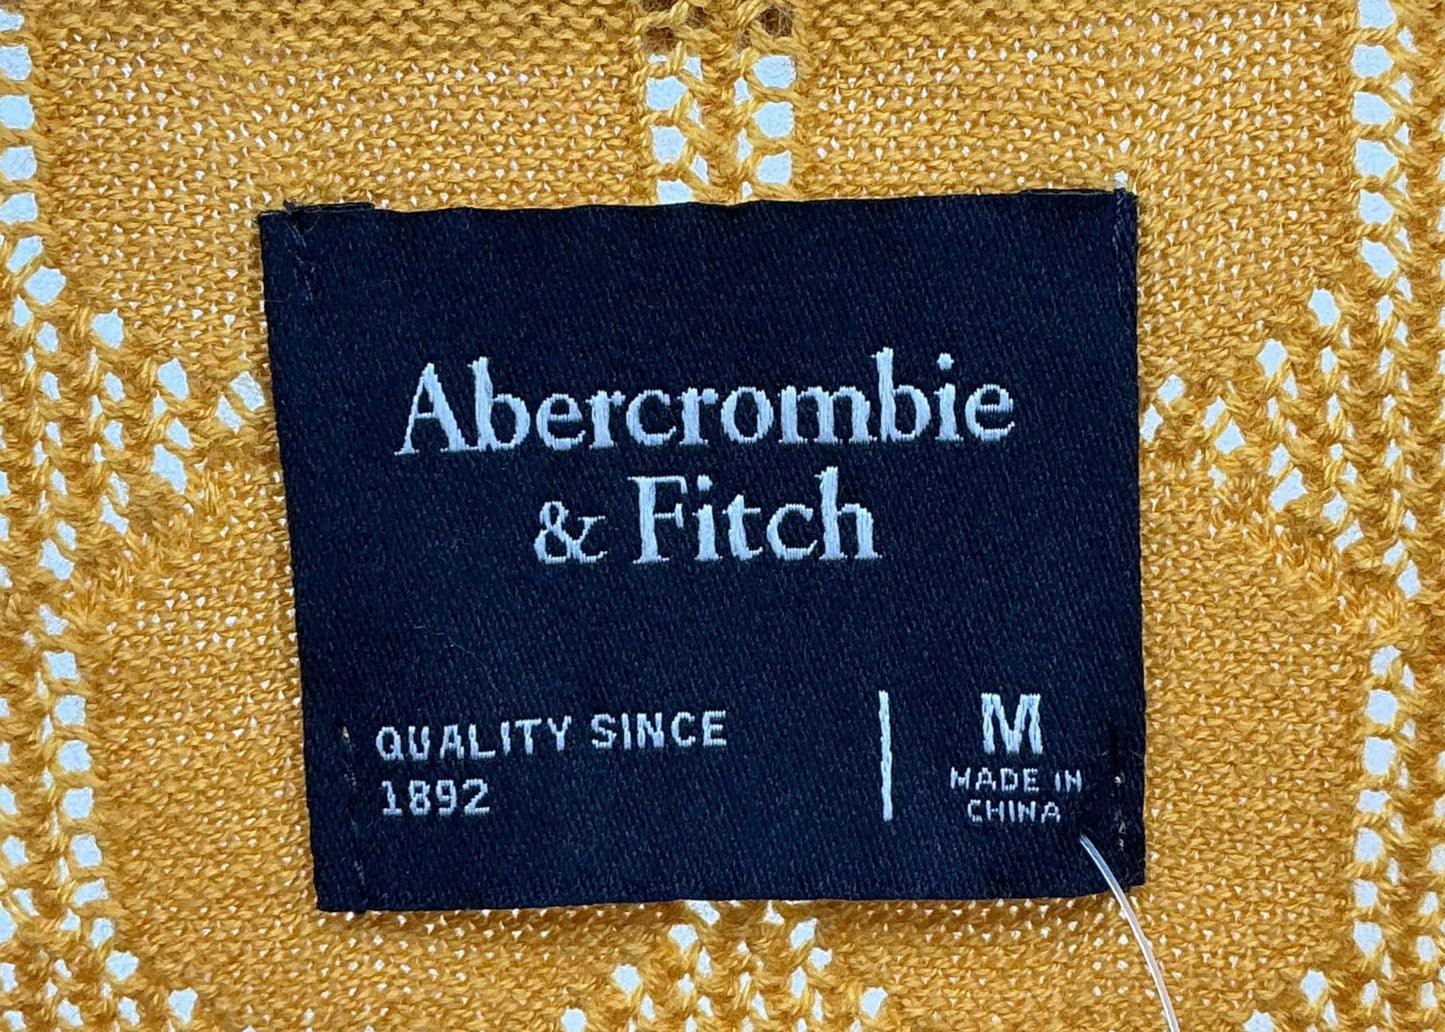 Abercrombie
& Fitch
QUALITY SINCE
1892
M
MADE IN
CHINA